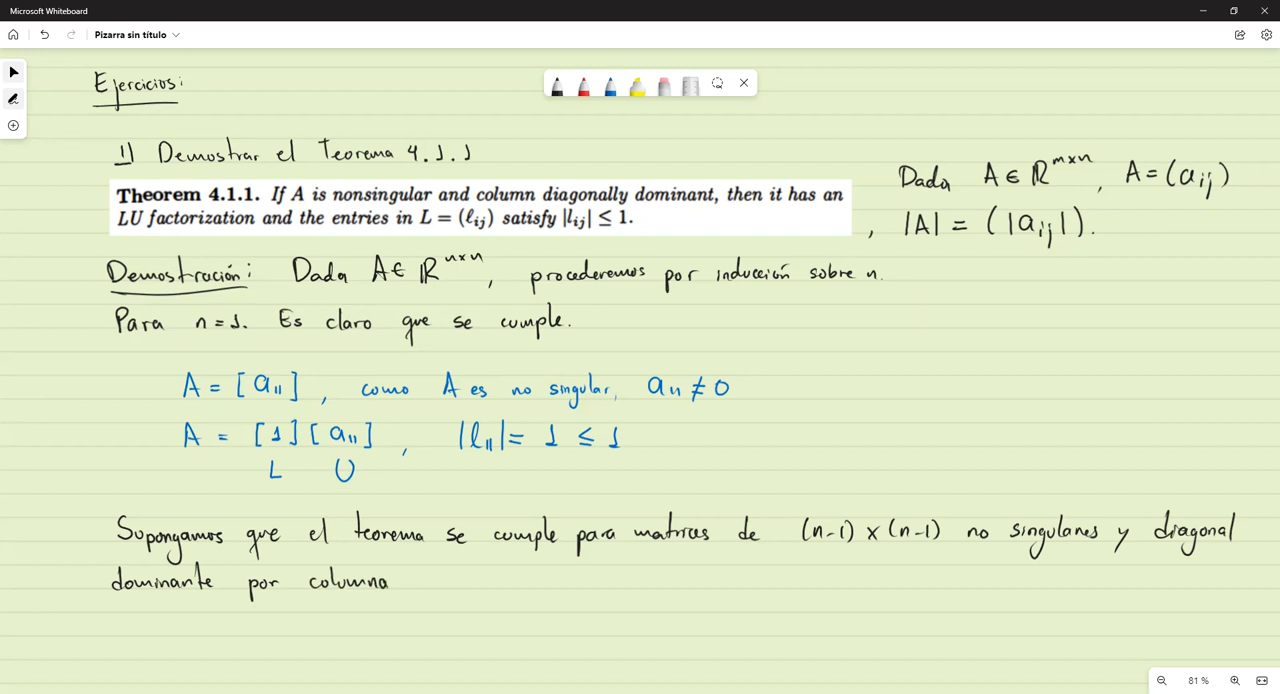 Microsoft Whiteboard
Pizarra sin título
Ejercicios:
1) Demostrar el Teorema 4.1.1
Theorem 4.1.1. If A is nonsingular and column diagonally dominant, then it has an
LU factorization and the entries in L = (ℓij) satisfy |lij| ≤ 1.
Dada A ∈ ℝ^{m×n}, A = (aij)
, |A| = (|aij|).
Demostración: Dada A ∈ ℝ^{n×n}, procederemos por inducción sobre n.
Para n=1. Es claro que se cumple.
A = [a11], como A es no singular, a11 ≠ 0
A = [1][a11], |l11| = 1 ≤ 1
L U
Supongamos que el teorema se cumple para matrices de (n-1) x (n-1) no singulares y diagonal
dominante por columna
81 %